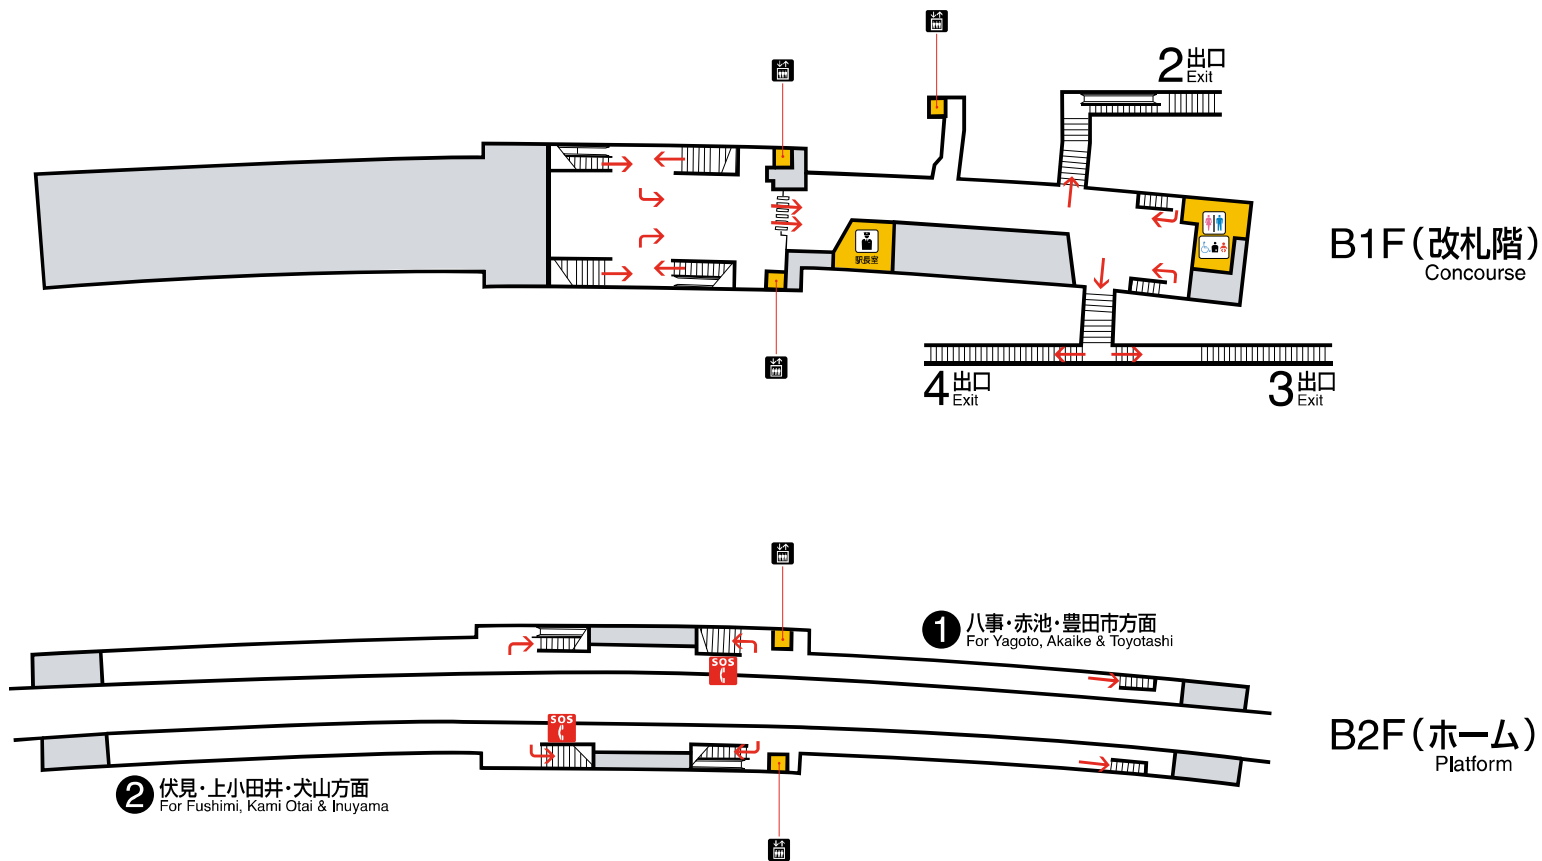 2出口
Exit
駅長室
B1F(改札階)
Concourse
4出口
Exit
3出口
Exit
1 八事・赤池・豊田市方面
For Yagoto, Akaike & Toyotashi
SOS
SOS
B2F(ホーム)
Platform
2 伏見・上小田井・犬山方面
For Fushimi, Kami Otai & Inuyama